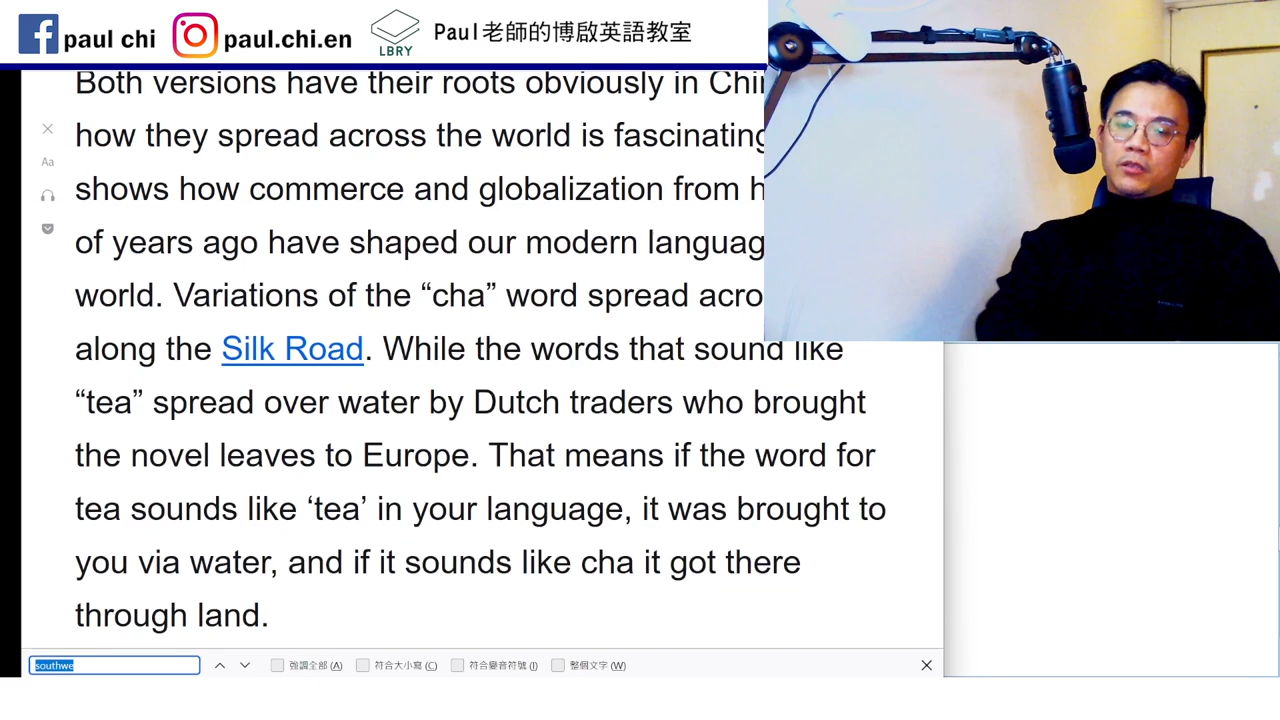 paul chi
paul.chi.en
LBRY
Paul老師的博啟英語教室
Both versions have their roots obviously in
how they spread across the world is fascinating
shows how commerce and globalization from
of years ago have shaped our modern
world. Variations of the “cha” word spread
along the Silk Road. While the words that sound like
“tea” spread over water by Dutch traders who brought
the novel leaves to Europe. That means if the word for
tea sounds like ‘tea’ in your language, it was brought to
you via water, and if it sounds like cha it got there
through land.
Aa
southwe
強調全部 (A)
符合大小寫 (C)
符合變音符號 (I)
整個文字 (W)